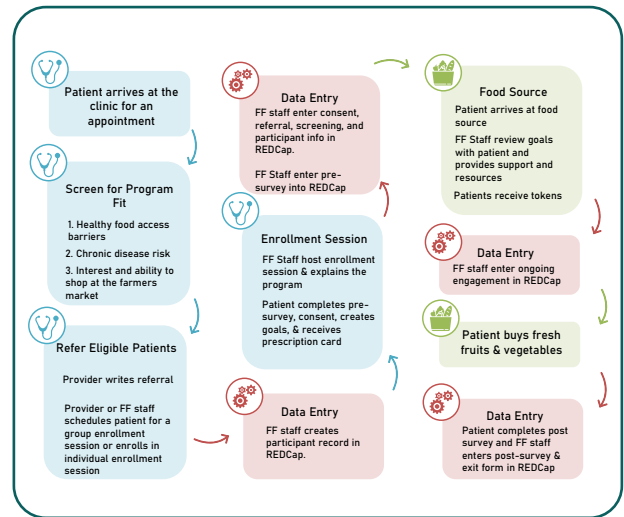 Patient arrives at the
clinic for an
appointment
Screen for Program
Fit
1. Healthy food access
barriers
2. Chronic disease risk
3. Interest and ability to
shop at the farmers
market
Refer Eligible Patients
Provider writes referral
Provider or FF staff
schedules patient for a
group enrollment
session or enrols in
individual enrollment
session
Data Entry
FF staff creates
participant record in
REDCap.
Enrollment Session
FF Staff host enrollment
session & explains the
program
Patient completes pre-
survey, consent, creates
goals, & receives
prescription card
Data Entry
FF staff enter consent,
referral, screening, and
participant info in
REDCap.
FF Staff enter pre-
survey into REDCap
Food Source
Patient arrives at food
source
FF Staff review goals
with patient and
provides support and
resources
Patients receive tokens
Data Entry
FF staff enter ongoing
engagement in REDCap
Patient buys fresh
fruits & vegetables
Data Entry
Patient completes post
survey and FF staff
enters post-survey &
exit form in REDCap